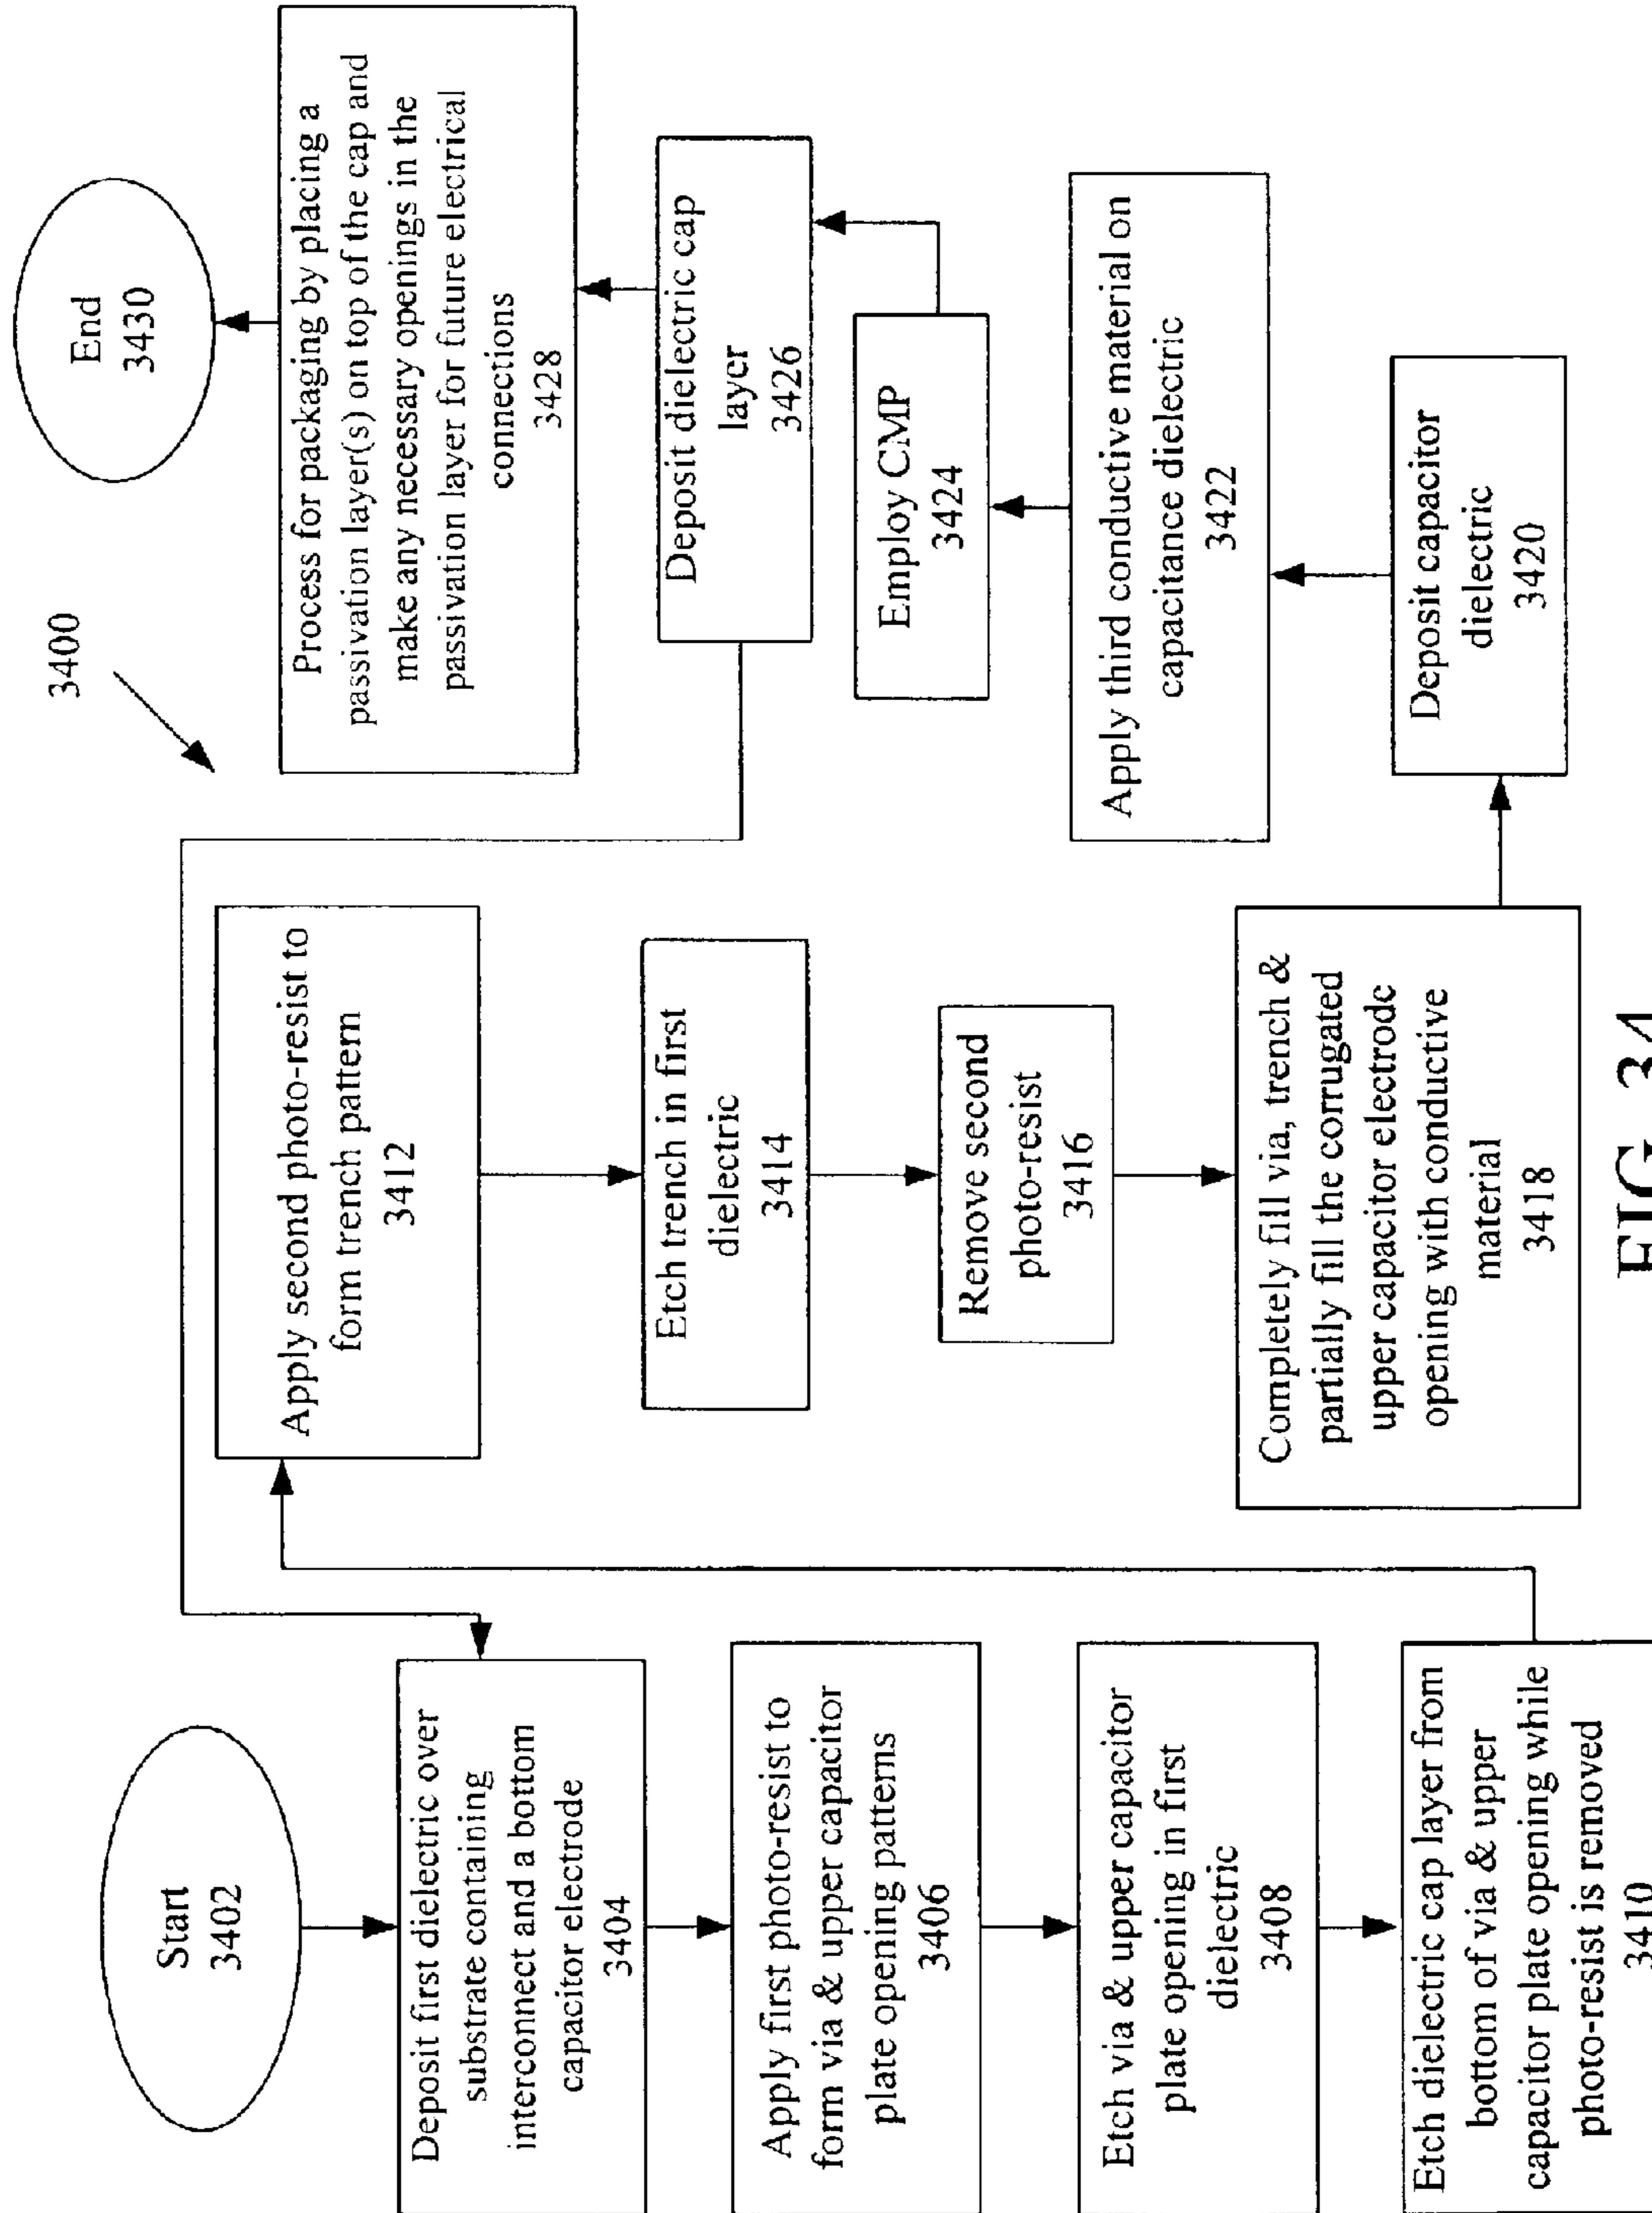 3400
Start
3402
Deposit first dielectric over
substrate containing
interconnect and a bottom
capacitor electrode
3404
Apply first photo-resist to
form via & upper capacitor
plate opening patterns
3406
Etch via & upper capacitor
plate opening in first
dielectric
3408
Etch dielectric cap layer from
bottom of via & upper
capacitor plate opening while
photo-resist is removed
3410
Apply second photo-resist to
form trench pattern
3412
Etch trench in first
dielectric
3414
Remove second
photo-resist
3416
Completely fill via, trench &
partially fill the corrugated
upper capacitor electrode
opening with conductive
material
3418
Deposit capacitor
dielectric
3420
Apply third conductive material on
capacitance dielectric
3422
Employ CMP
3424
Deposit dielectric cap
layer
3426
Process for packaging by placing a
passivation layer(s) on top of the cap and
make any necessary openings in the
passivation layer for future electrical
connections
3428
End
3430
FIG. 34